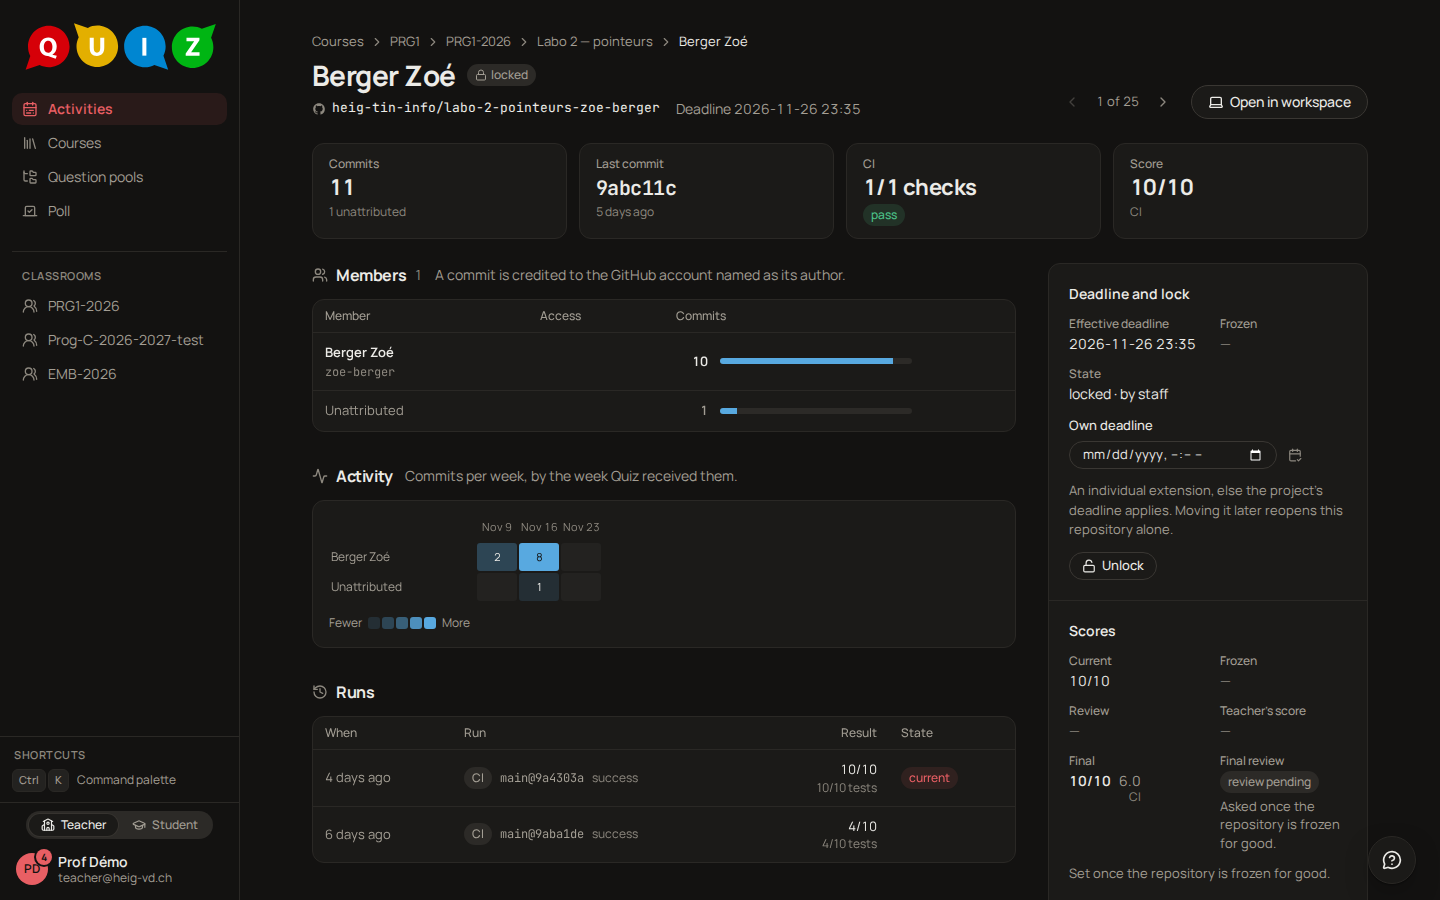 QUIZ
Activities
Courses
Question pools
Poll
CLASSROOMS
PRG1-2026
Prog-C-2026-2027-test
EMB-2026
SHORTCUTS
Ctrl K Command palette
Teacher Student
PD 4
Prof Démo
teacher@heig-vd.ch
Courses > PRG1 > PRG1-2026 > Labo 2 — pointeurs > Berger Zoé
Berger Zoé locked
heig-tin-info/labo-2-pointeurs-zoe-berger Deadline 2026-11-26 23:35
1 of 25
Open in workspace
Commits
11
1 unattributed
Last commit
9abc11c
5 days ago
CI
1/1 checks
pass
Score
10/10
CI
Members 1 A commit is credited to the GitHub account named as its author.
Member Access Commits
Berger Zoé
zoe-berger
10
Unattributed 1
Activity Commits per week, by the week Quiz received them.
Nov 9 Nov 16 Nov 23
Berger Zoé 2 8
Unattributed 1
Fewer More
Runs
When Run Result State
4 days ago CI main@9a4303a success 10/10 current
10/10 tests
6 days ago CI main@9aba1de success 4/10
4/10 tests
Deadline and lock
Effective deadline Frozen
2026-11-26 23:35 —
State
locked · by staff
Own deadline
mm/dd/yyyy, --:-- --
An individual extension, else the project's
deadline applies. Moving it later reopens this
repository alone.
Unlock
Scores
Current Frozen
10/10 —
Review Teacher's score
— —
Final Final review
10/10 6.0 review pending
CI
Asked once the
repository is frozen
for good.
Set once the repository is frozen for good.